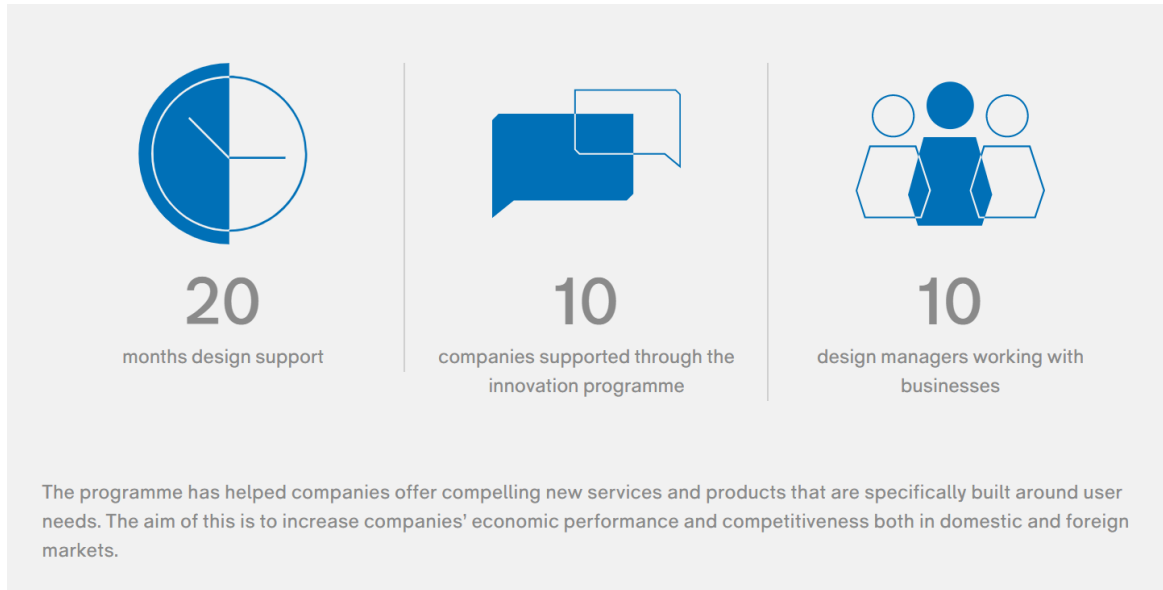 20
months design support
10
companies supported through the
innovation programme
10
design managers working with
businesses
The programme has helped companies offer compelling new services and products that are specifically built around user
needs. The aim of this is to increase companies’ economic performance and competitiveness both in domestic and foreign
markets.